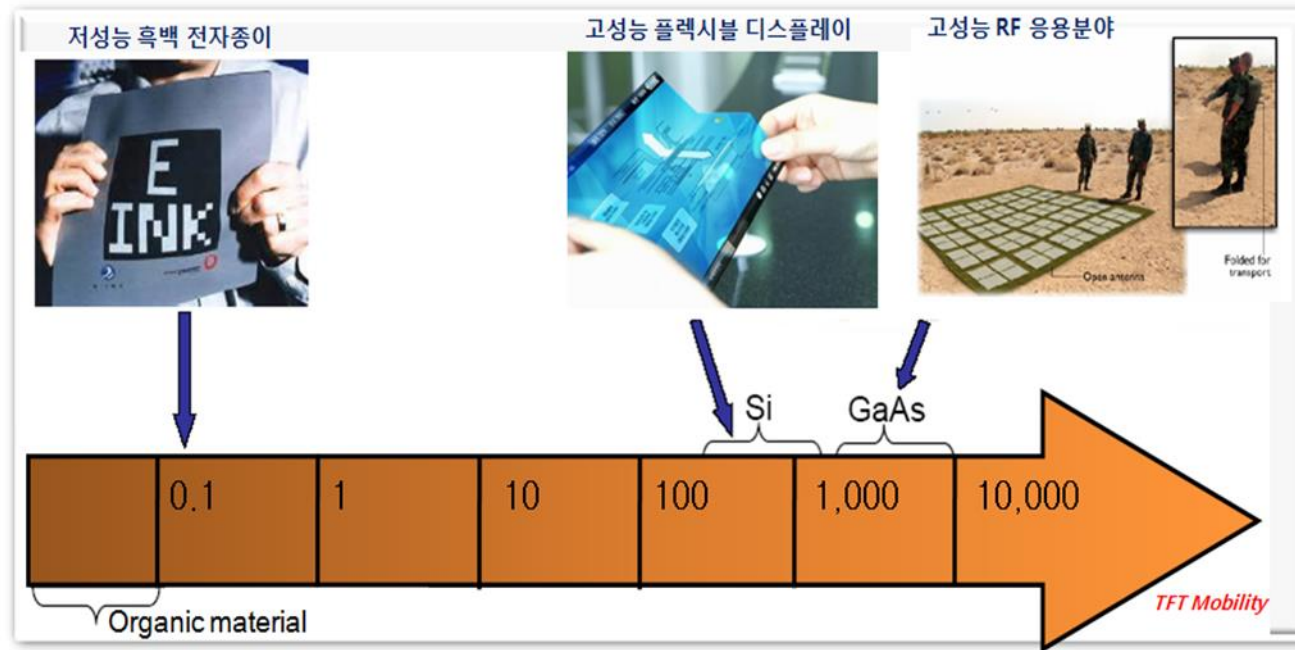 저성능 흑백 전자종이
고성능 플렉시블 디스플레이
고성능 RF 응용분야
E
INK
Open antenna
Folded for
transport
Si
GaAs
0.1
1
10
100
1,000
10,000
Organic material
TFT Mobility